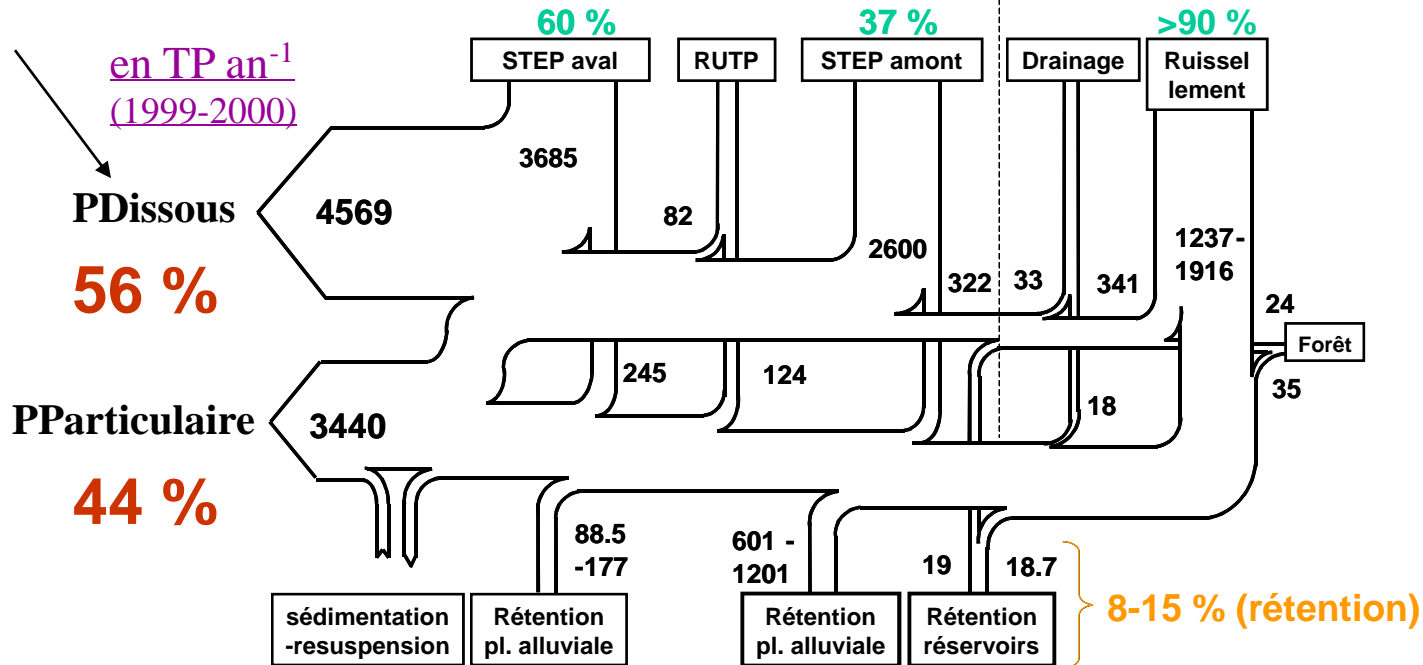 60 %
37 %
>90 %
en TP an-1
(1999-2000)
STEP aval
RUTP
STEP amont
Drainage
Ruissel
lement
3685
PDissous
4569
82
2600
1237-
1916
56 %
322
33
341
24
Forêt
245
124
35
18
PParticulaire
3440
44 %
88.5
-177
601 -
1201
19
18.7
sédimentation
-resuspension
Rétention
pl. alluviale
Rétention
pl. alluviale
Rétention
réservoirs
8-15 % (rétention)